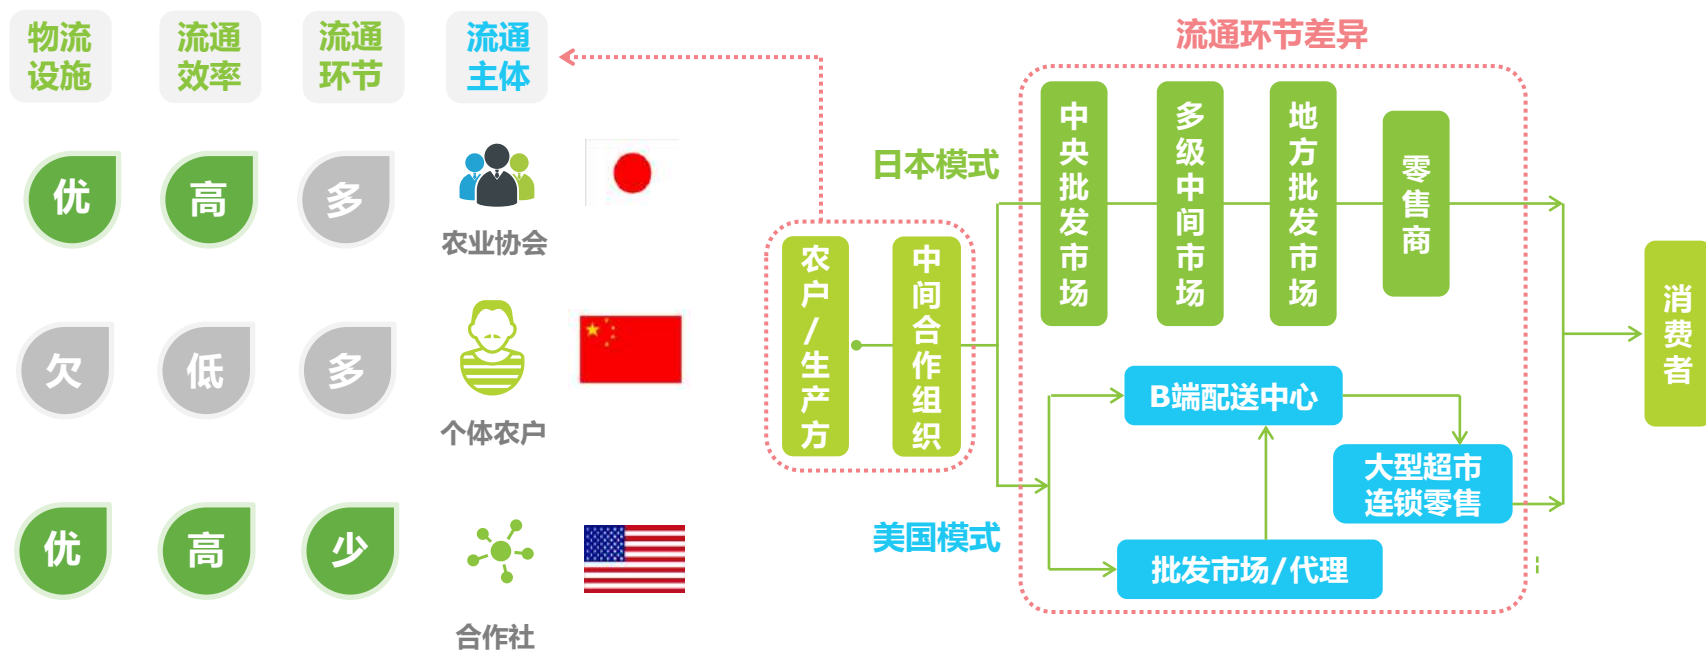 物流
设施
流通
效率
流通
环节
流通
主体
优
高
多
农业协会
欠
低
多
个体农户
优
高
少
合作社
流通环节差异
日本模式
美国模式
农户/生产方
中间合作组织
中央批发市场
多级中间市场
地方批发市场
零售商
B端配送中心
大型超市
连锁零售
批发市场/代理
消费者